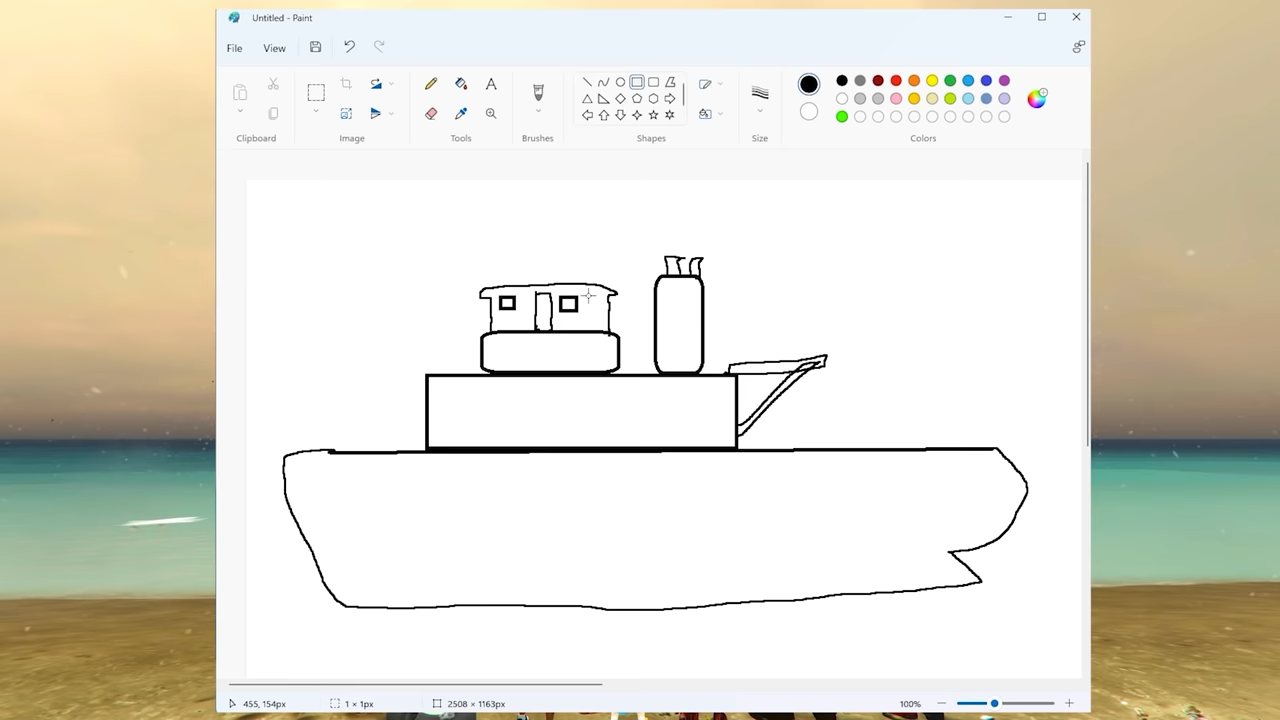 Untitled - Paint
File View
A
Clipboard Image Tools Brushes Shapes Size Colors
455, 154px 1 × 1px 2508 × 1163px 100%